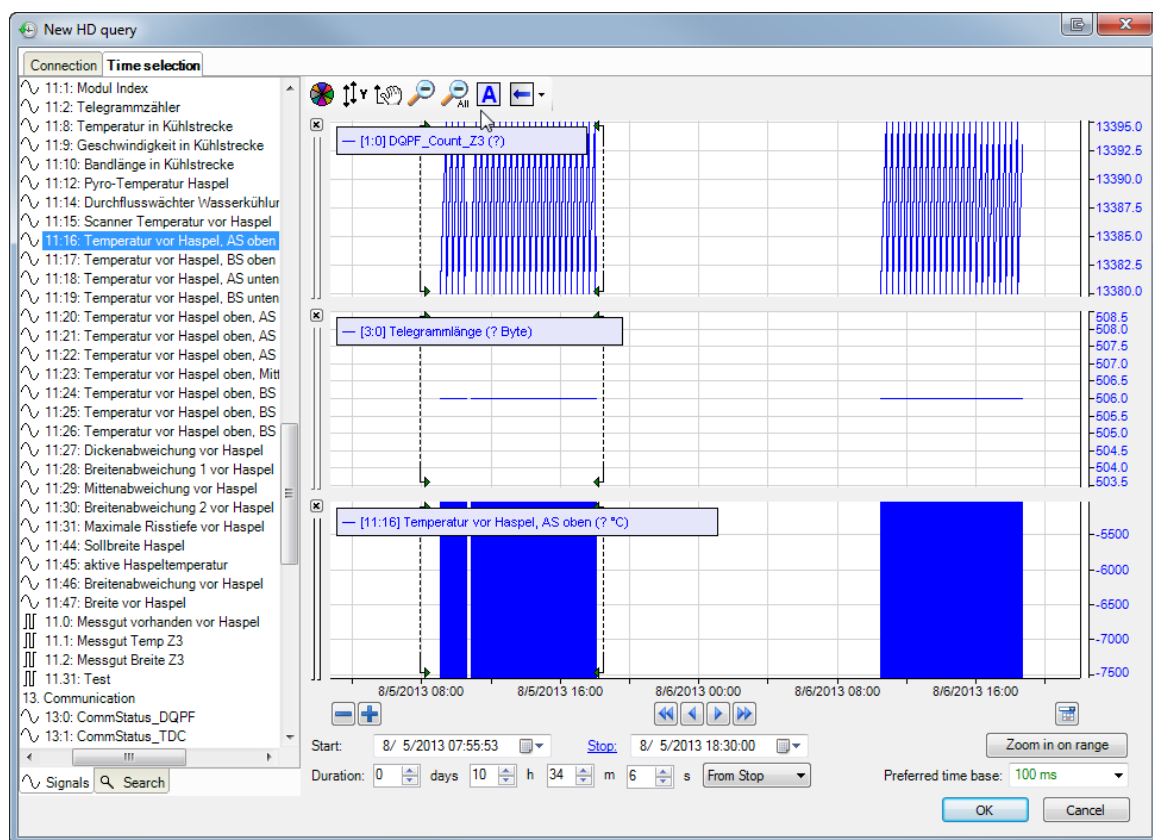 New HD query
Connection Time selection
11:1: Modul Index
11:2: Telegrammzähler
11:8: Temperatur in Kühlstrecke
11:9: Geschwindigkeit in Kühlstrecke
11:10: Bandlänge in Kühlstrecke
11:12: Pyro-Temperatur Haspel
11:14: Durchflusswächter Wasserkühlur
11:15: Scanner Temperatur vor Haspel
11:16: Temperatur vor Haspel, AS oben
11:17: Temperatur vor Haspel, BS oben
11:18: Temperatur vor Haspel, AS unten
11:19: Temperatur vor Haspel, BS unten
11:20: Temperatur vor Haspel oben, AS
11:21: Temperatur vor Haspel oben, AS
11:22: Temperatur vor Haspel oben, AS
11:23: Temperatur vor Haspel oben, Mitt
11:24: Temperatur vor Haspel oben, BS
11:25: Temperatur vor Haspel oben, BS
11:26: Temperatur vor Haspel oben, BS
11:27: Dickenabweichung vor Haspel
11:28: Breitenabweichung 1 vor Haspel
11:29: Mittenabweichung vor Haspel
11:30: Breitenabweichung 2 vor Haspel
11:31: Maximale Risstiefe vor Haspel
11:44: Sollbreite Haspel
11:45: aktive Haspeltemperatur
11:46: Breitenabweichung vor Haspel
11:47: Breite vor Haspel
11.0: Messgut vorhanden vor Haspel
11.1: Messgut Temp Z3
11.2: Messgut Breite Z3
11.31: Test
13. Communication
13:0: CommStatus_DQPF
13:1: CommStatus_TDC
Signals Search
Y All A
[1:0] DQPF_Count_Z3 (?)
13395.0
13392.5
13390.0
13387.5
13385.0
13382.5
13380.0
[3:0] Telegrammlänge (? Byte)
508.5
508.0
507.5
507.0
506.5
506.0
505.5
505.0
504.5
504.0
503.5
[11:16] Temperatur vor Haspel, AS oben (? °C)
-5500
-6000
-6500
-7000
-7500
8/5/2013 08:00 8/5/2013 16:00 8/6/2013 00:00 8/6/2013 08:00 8/6/2013 16:00
Start: 8/ 5/2013 07:55:53 Stop: 8/ 5/2013 18:30:00 Zoom in on range
Duration: 0 days 10 h 34 m 6 s From Stop Preferred time base: 100 ms
OK Cancel